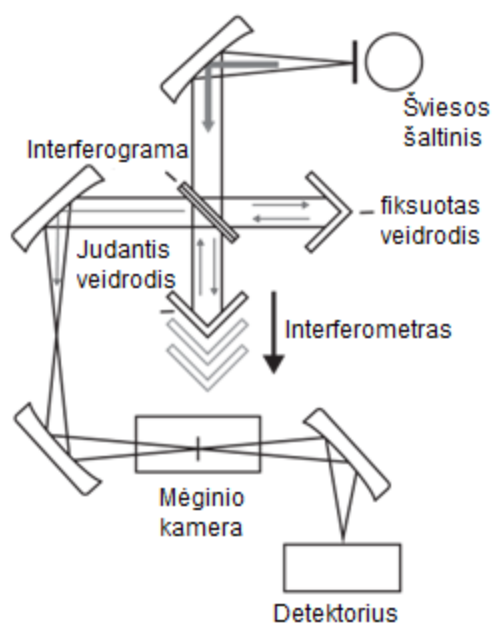 Šviesos
šaltinis
Interferograma
fiksuotas
veidrodis
Judantis
veidrodis
Interferometras
Mėginio
kamera
Detektorius